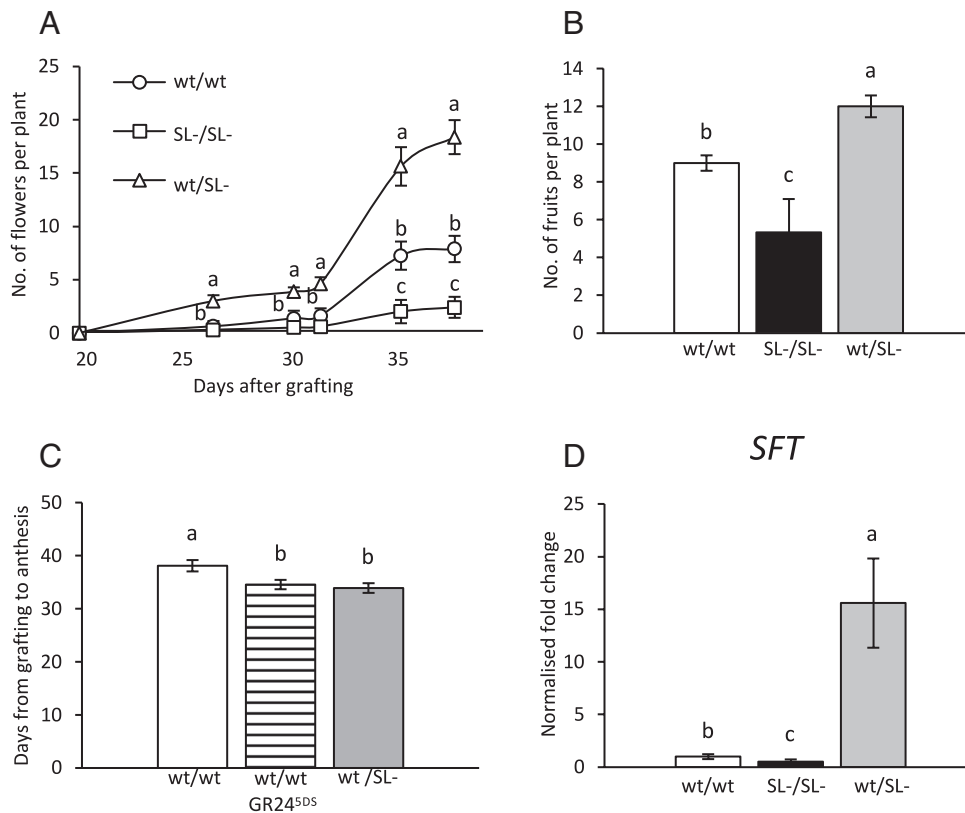 A
No. of flowers per plant
25
20
15
10
5
0
wt/wt
SL-/SL-
wt/SL-
a
a
a a
a
b b
b b b
c c
20 25 30 35
Days after grafting
B
No. of fruits per plant
14
12
10
8
6
4
2
0
b
c
a
wt/wt SL-/SL- wt/SL-
C
Days from grafting to anthesis
50
40
30
20
10
0
a
b
b
wt/wt wt/wt wt /SL-
GR24⁵ᴰˢ
D
SFT
Normalised fold change
25
20
15
10
5
0
b
c
a
wt/wt SL-/SL- wt/SL-